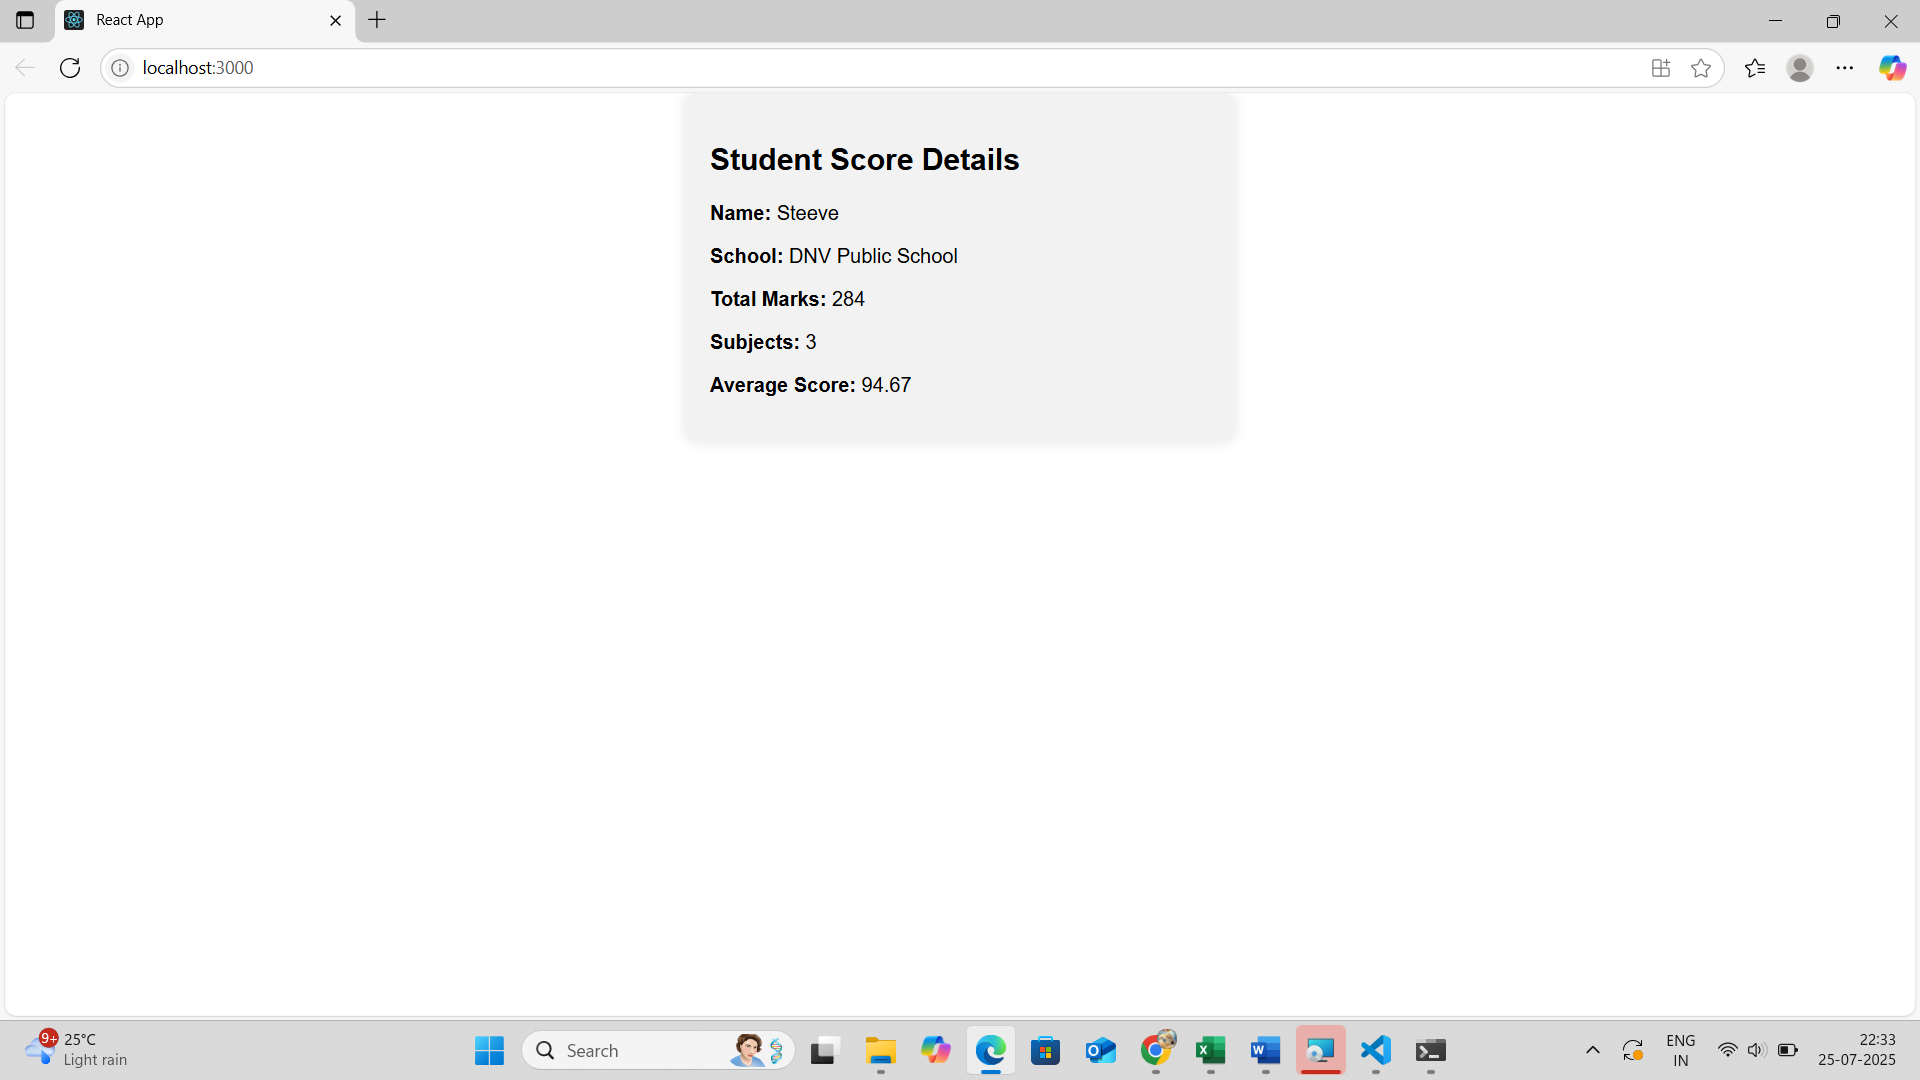 React App
localhost:3000
Student Score Details
Name: Steeve
School: DNV Public School
Total Marks: 284
Subjects: 3
Average Score: 94.67
9+
25°C
Light rain
Search
ENG
IN
22:33
25-07-2025